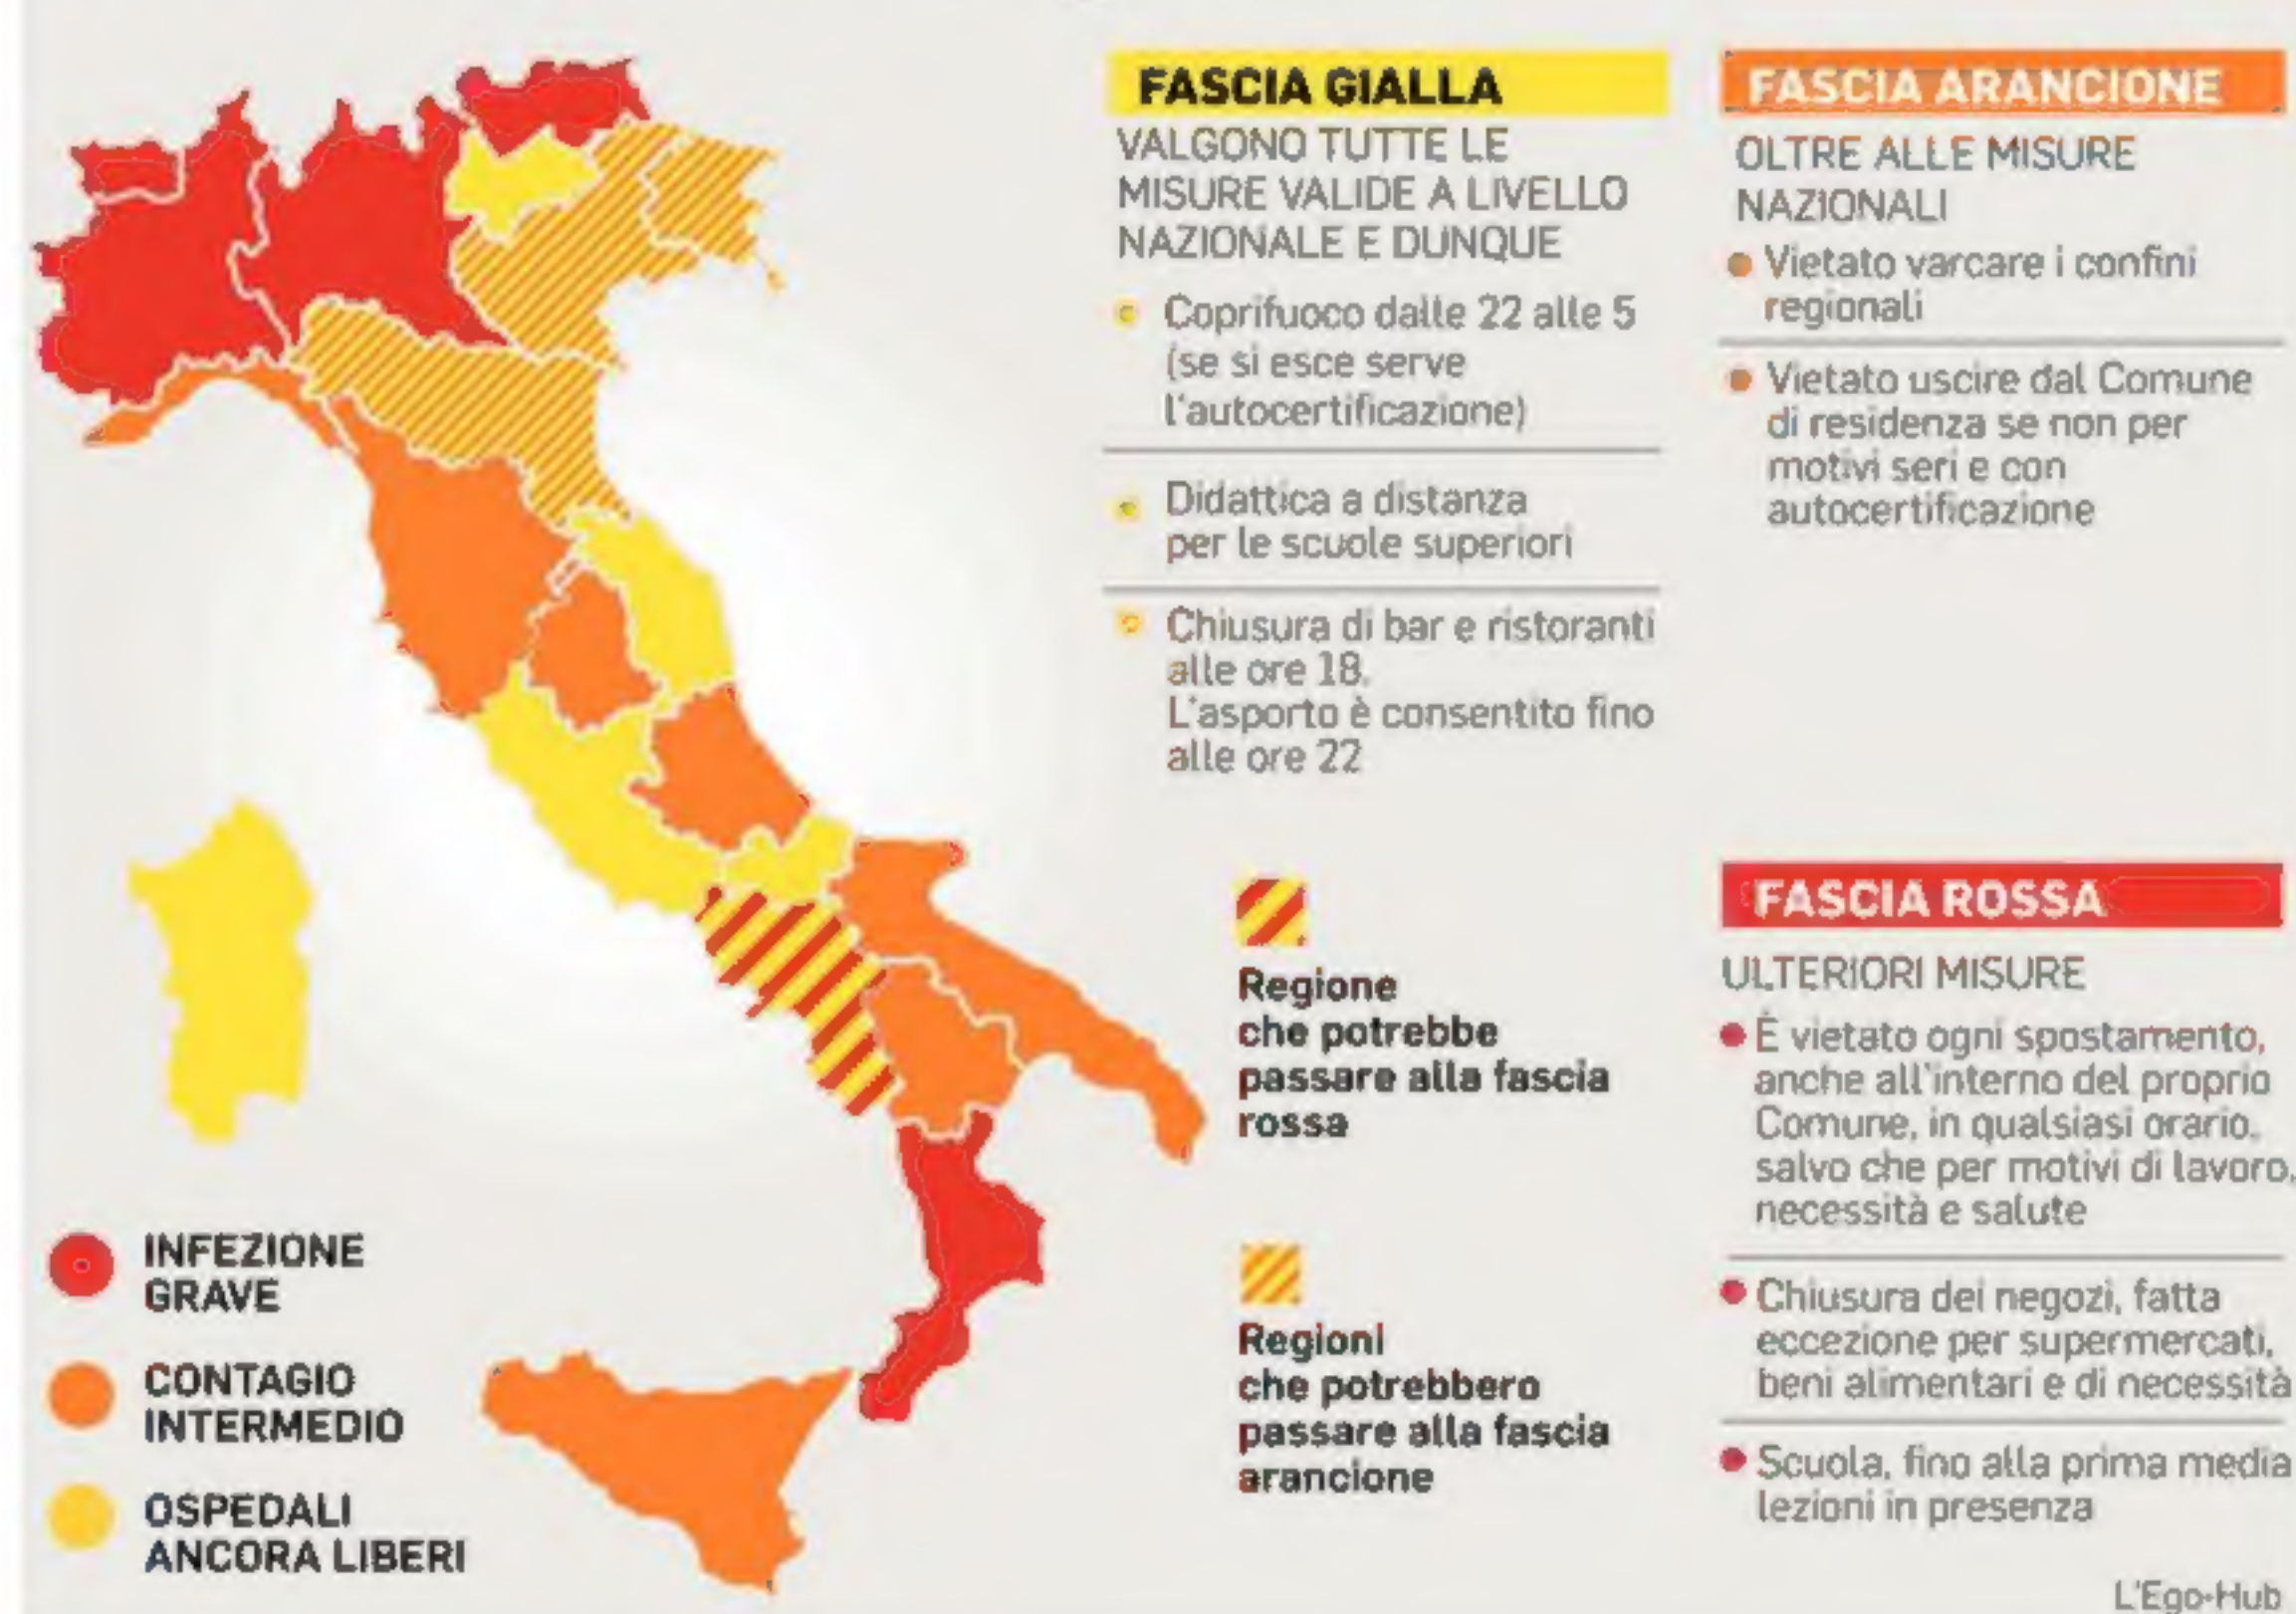 FASCIA GIALLA
VALGONO TUTTE LE
MISURE VALIDE A LIVELLO
NAZIONALE E DUNQUE
Coprifuoco dalle 22 alle 5
(se si esce serve
l'autocertificazione)
Didattica a distanza
per le scuole superiori
Chiusura di bar e ristoranti
alle ore 18.
L'asporto è consentito fino
alle ore 22
FASCIA ARANCIONE
OLTRE ALLE MISURE
NAZIONALI
Vietato varcare i confini
regionali
Vietato uscire dal Comune
di residenza se non per
motivi seri e con
autocertificazione
Regione
che potrebbe
passare alla fascia
rossa
Regioni
che potrebbero
passare alla fascia
arancione
FASCIA ROSSA
ULTERIORI MISURE
È vietato ogni spostamento,
anche all'interno del proprio
Comune, in qualsiasi orario,
salvo che per motivi di lavoro,
necessità e salute
Chiusura dei negozi, fatta
eccezione per supermercati,
beni alimentari e di necessità
Scuola, fino alla prima media
lezioni in presenza
INFEZIONE
GRAVE
CONTAGIO
INTERMEDIO
OSPEDALI
ANCORA LIBERI
L'Ego-Hub